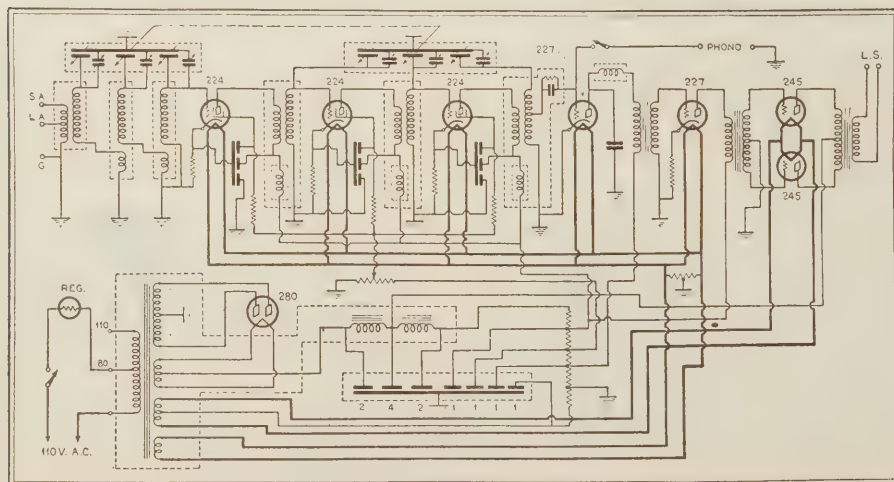 224
224
224
227.
PHONO
227
245
245
L.S.
S.A
L.A
G
REG.
110
80
280
110 V. A.C.
2 4 2 1 1 1 1